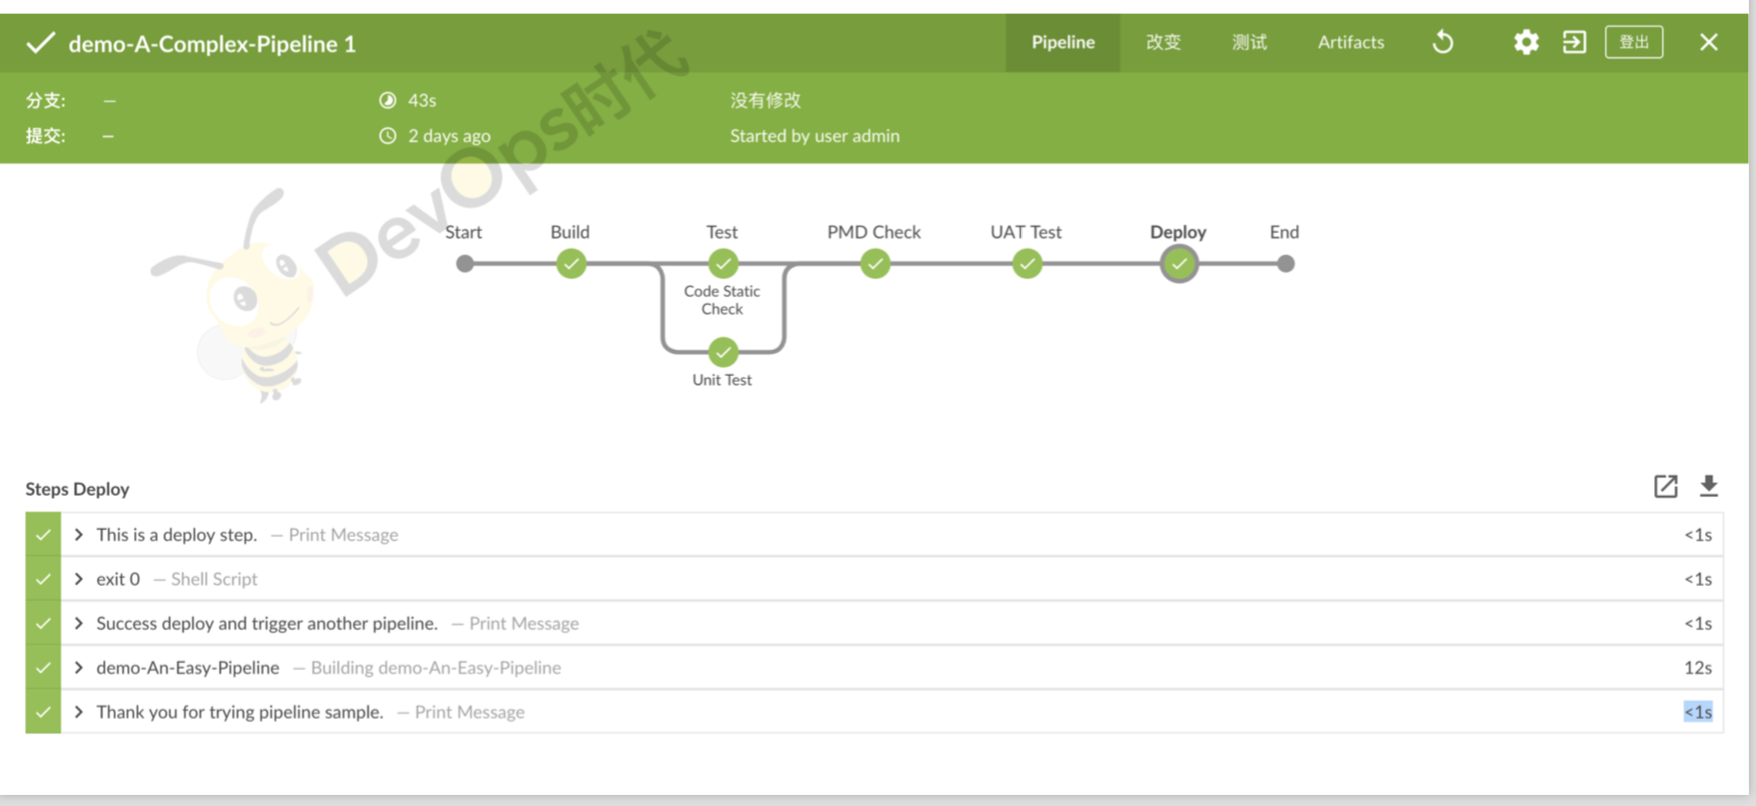 demo-A-Complex-Pipeline 1
Pipeline 改变 测试 Artifacts 登出
分支: — 43s 没有修改
提交: — 2 days ago Started by user admin
DevOps时代
Start Build Test PMD Check UAT Test Deploy End
Code Static
Check
Unit Test
Steps Deploy
This is a deploy step. — Print Message <1s
exit 0 — Shell Script <1s
Success deploy and trigger another pipeline. — Print Message <1s
demo-An-Easy-Pipeline — Building demo-An-Easy-Pipeline 12s
Thank you for trying pipeline sample. — Print Message <1s